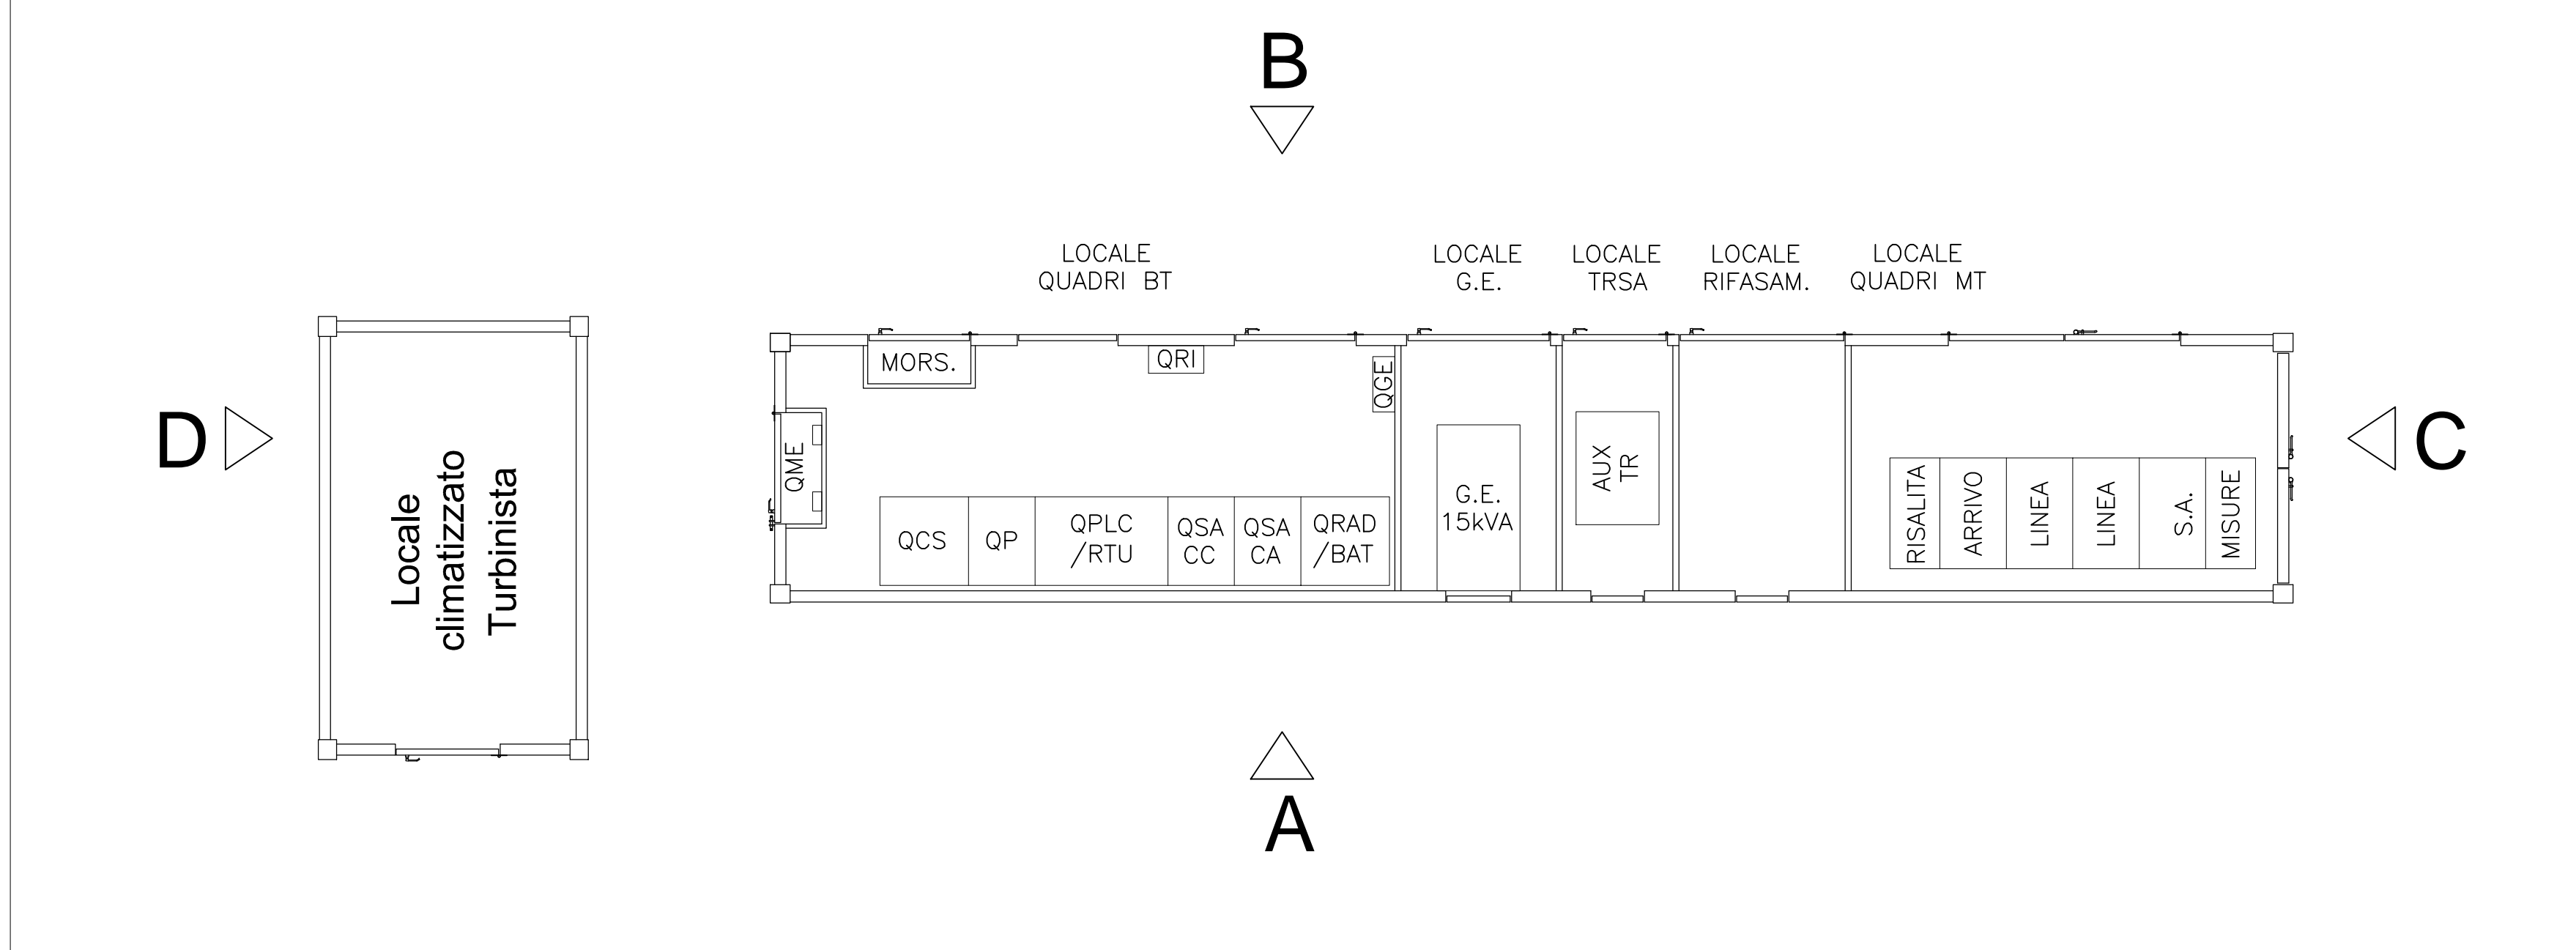 B
LOCALE
QUADRI BT
LOCALE
G.E.
LOCALE
TRSA
LOCALE
RIFASAM.
LOCALE
QUADRI MT
MORS.
QRI
QGE
QME
D
C
Locale
climatizzato
Turbinista
QCS
QP
QPLC
/RTU
QSA
CC
QSA
CA
QRAD
/BAT
G.E.
15kVA
AUX
TR
RISALITA
ARRIVO
LINEA
LINEA
S.A.
MISURE
A